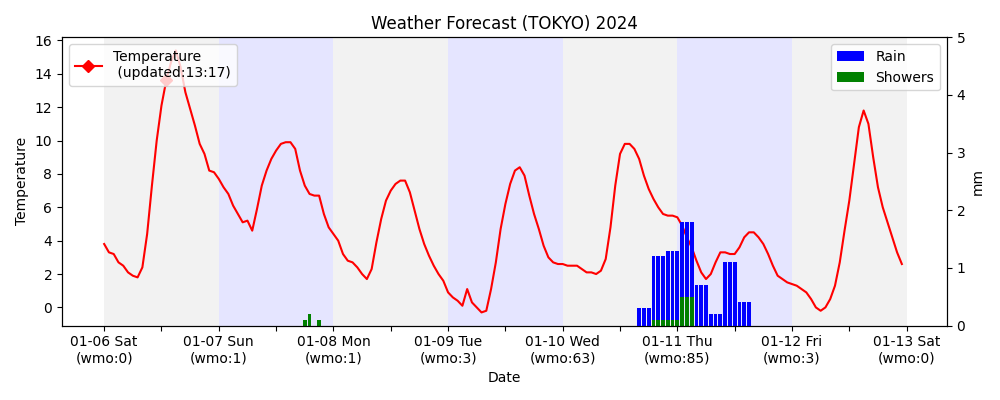 Weather Forecast (TOKYO) 2024
Temperature
(updated:13:17)
Rain
Showers
Temperature
16
14
12
10
8
6
4
2
0
5
4
3
2
1
0
mm
01-06 Sat
(wmo:0)
01-07 Sun
(wmo:1)
01-08 Mon
(wmo:1)
01-09 Tue
(wmo:3)
01-10 Wed
(wmo:63)
01-11 Thu
(wmo:85)
01-12 Fri
(wmo:3)
01-13 Sat
(wmo:0)
Date